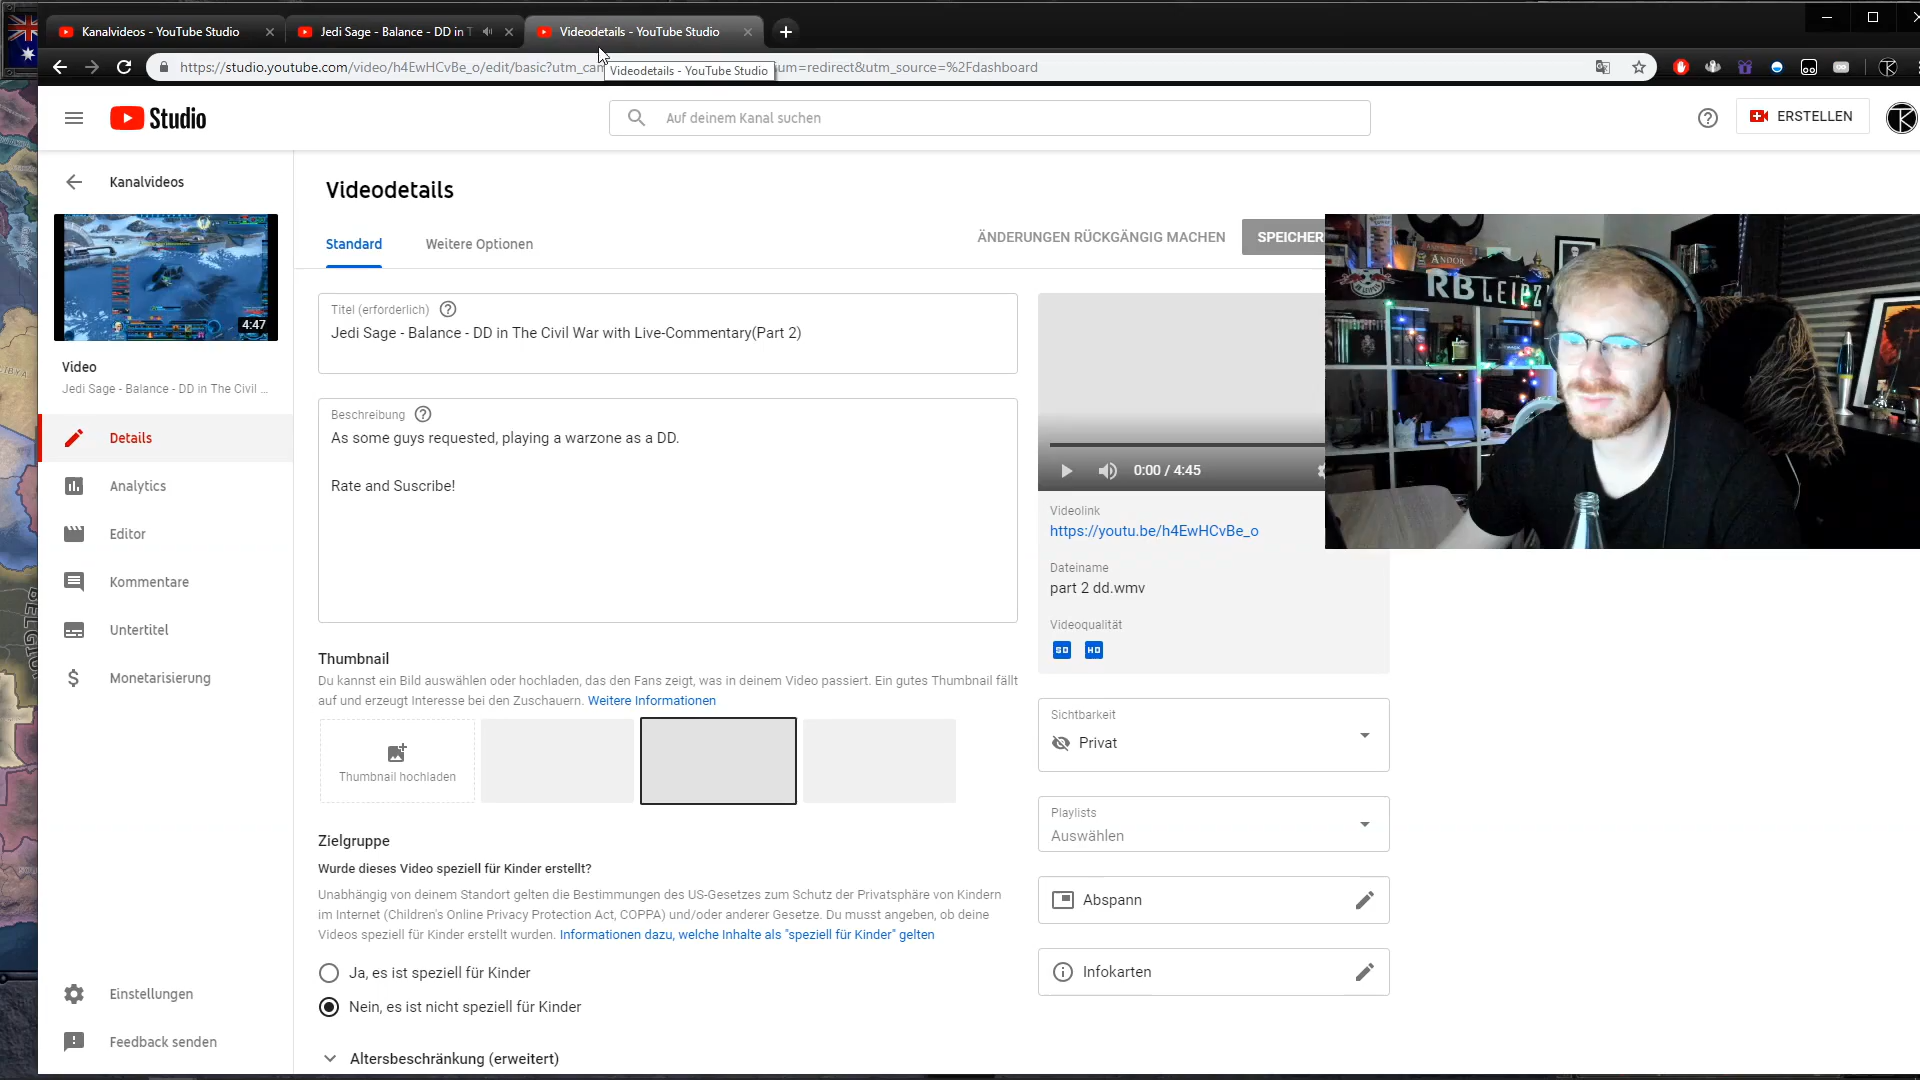 Kanalvideos - YouTube Studio
Jedi Sage - Balance - DD in T
Videodetails - YouTube Studio
https://studio.youtube.com/video/h4EwHCvBe_o/edit/basic?utm_cam
Videodetails - YouTube Studio
um=redirect&utm_source=%2Fdashboard
Studio
Auf deinem Kanal suchen
ERSTELLEN
Kanalvideos
4:47
Video
Jedi Sage - Balance - DD in The Civil ...
Details
Analytics
Editor
Kommentare
Untertitel
Monetarisierung
Einstellungen
Feedback senden
Videodetails
Standard
Weitere Optionen
ÄNDERUNGEN RÜCKGÄNGIG MACHEN
SPEICHER
Titel (erforderlich)
Jedi Sage - Balance - DD in The Civil War with Live-Commentary(Part 2)
Beschreibung
As some guys requested, playing a warzone as a DD.
Rate and Suscribe!
Thumbnail
Du kannst ein Bild auswählen oder hochladen, das den Fans zeigt, was in deinem Video passiert. Ein gutes Thumbnail fällt
auf und erzeugt Interesse bei den Zuschauern. Weitere Informationen
Thumbnail hochladen
Zielgruppe
Wurde dieses Video speziell für Kinder erstellt?
Unabhängig von deinem Standort gelten die Bestimmungen des US-Gesetzes zum Schutz der Privatsphäre von Kindern
im Internet (Children's Online Privacy Protection Act, COPPA) und/oder anderer Gesetze. Du musst angeben, ob deine
Videos speziell für Kinder erstellt wurden. Informationen dazu, welche Inhalte als "speziell für Kinder" gelten
Ja, es ist speziell für Kinder
Nein, es ist nicht speziell für Kinder
Altersbeschränkung (erweitert)
0:00 / 4:45
Videolink
https://youtu.be/h4EwHCvBe_o
Dateiname
part 2 dd.wmv
Videoqualität
SD HD
Sichtbarkeit
Privat
Playlists
Auswählen
Abspann
Infokarten
ANDOR
RB LEIPZI
BELGIC